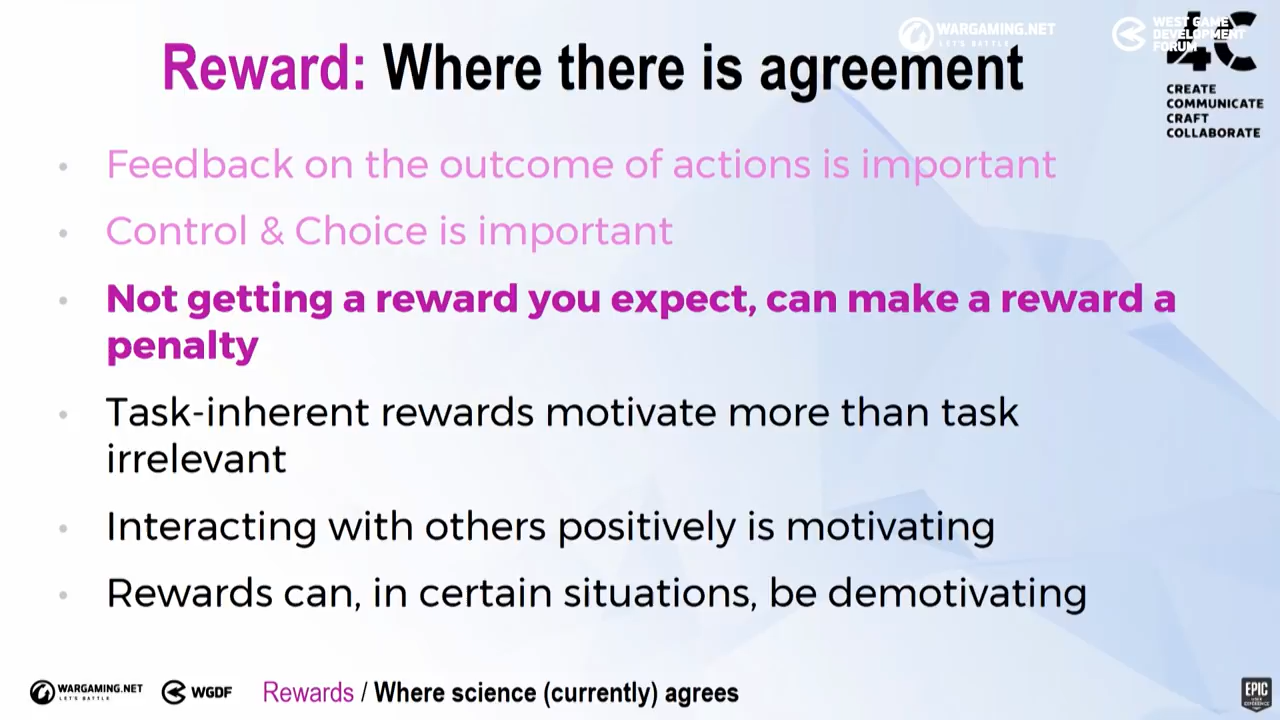 WARGAMING.NET
LET'S BATTLE
WEST GAME
DEVELOPMENT
FORUM
4C
CREATE
COMMUNICATE
CRAFT
COLLABORATE
Reward: Where there is agreement
• Feedback on the outcome of actions is important
• Control & Choice is important
• Not getting a reward you expect, can make a reward a
penalty
• Task-inherent rewards motivate more than task
irrelevant
• Interacting with others positively is motivating
• Rewards can, in certain situations, be demotivating
WARGAMING.NET
LET'S BATTLE
WGDF
Rewards / Where science (currently) agrees
EPIC